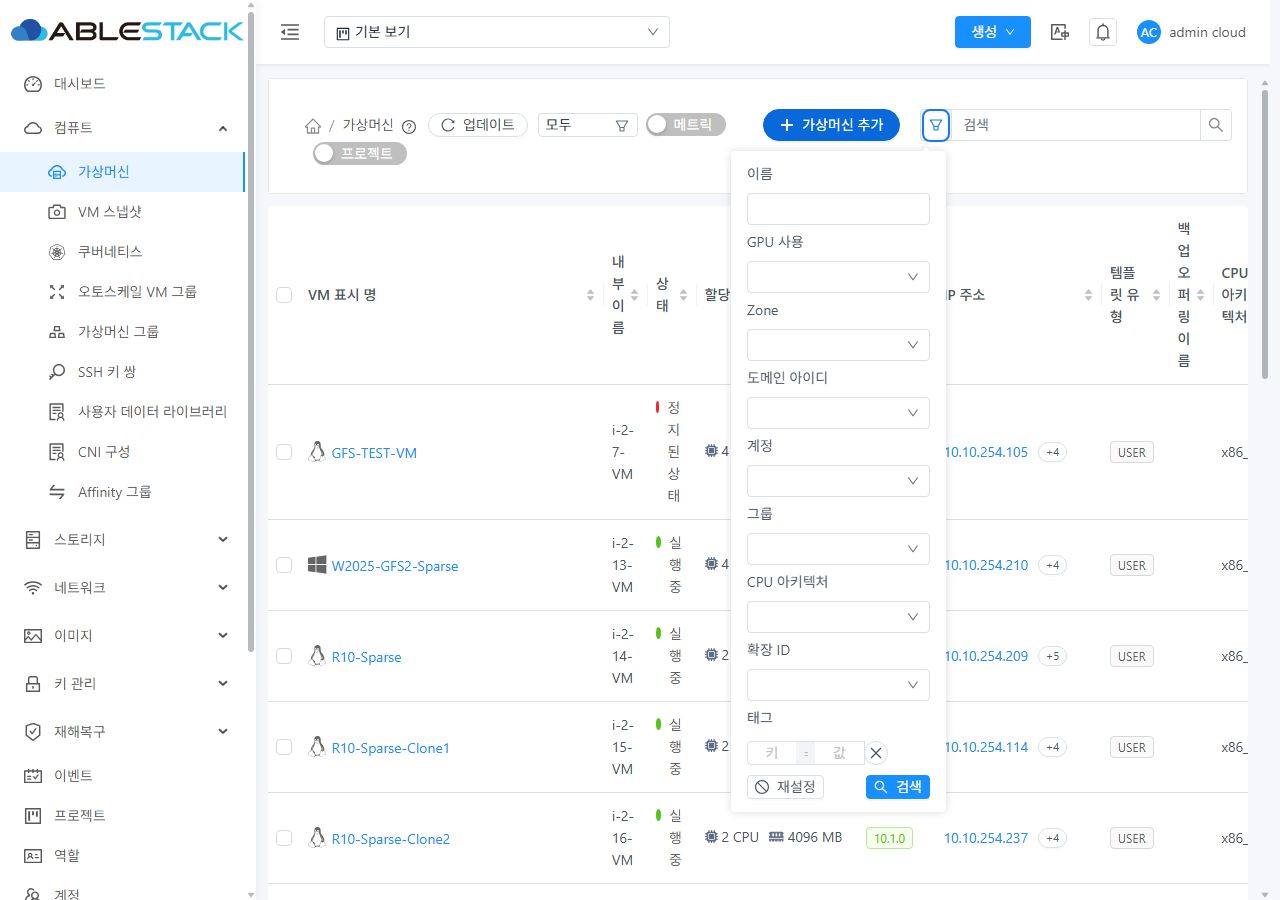 ABLESTACK
기본 보기
생성
AC
admin cloud
대시보드
컴퓨트
가상머신
VM 스냅샷
쿠버네티스
오토스케일 VM 그룹
가상머신 그룹
SSH 키 쌍
사용자 데이터 라이브러리
CNI 구성
Affinity 그룹
스토리지
네트워크
이미지
키 관리
재해복구
이벤트
프로젝트
역할
계정
/ 가상머신
업데이트
모두
메트릭
프로젝트
+ 가상머신 추가
검색
이름
GPU 사용
Zone
도메인 아이디
계정
그룹
CPU 아키텍처
확장 ID
태그
키 = 값
재설정
검색
VM 표시 명
내부이름
상태
할당
IP 주소
템플릿 유형
백업오퍼링이름
CPU 아키텍처
GFS-TEST-VM
i-2-7-VM
정지된상태
4
10.10.254.105
+4
USER
x86_
W2025-GFS2-Sparse
i-2-13-VM
실행중
4
10.10.254.210
+4
USER
x86_
R10-Sparse
i-2-14-VM
실행중
2
10.10.254.209
+5
USER
x86_
R10-Sparse-Clone1
i-2-15-VM
실행중
2
10.10.254.114
+4
USER
x86_
R10-Sparse-Clone2
i-2-16-VM
실행중
2 CPU
4096 MB
10.1.0
10.10.254.237
+4
USER
x86_